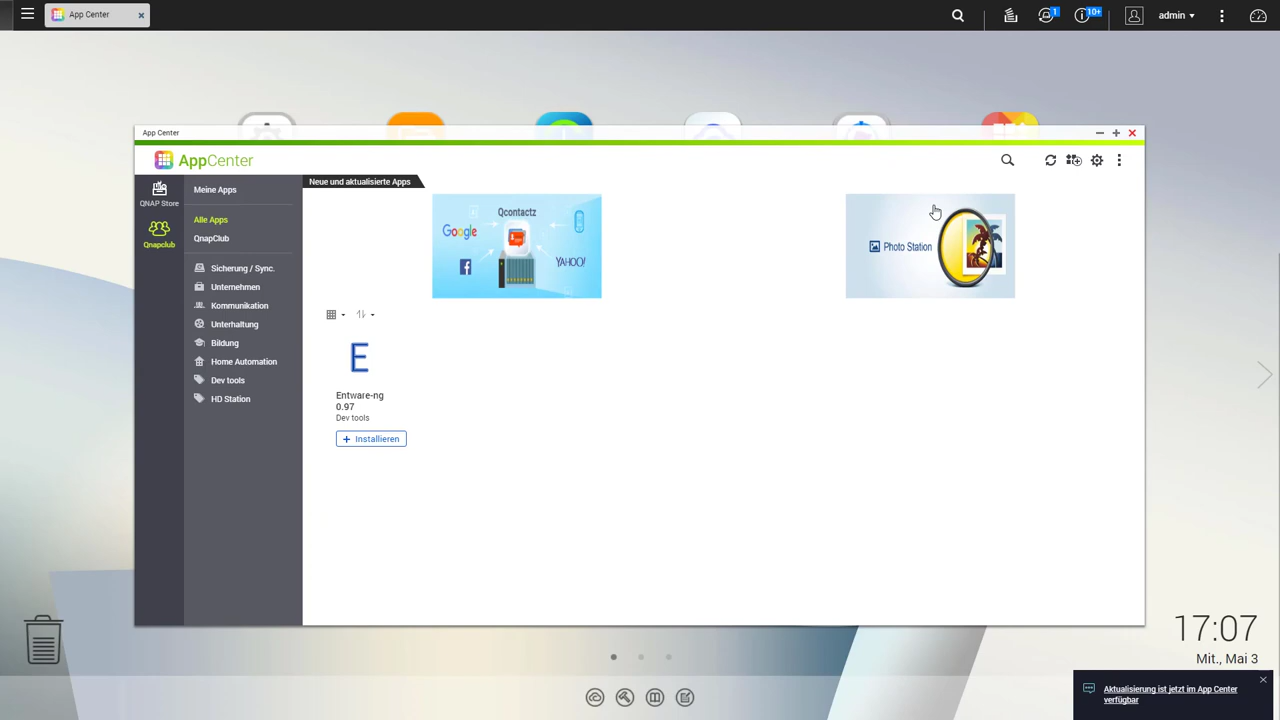 App Center
1
10+
admin
App Center
AppCenter
QNAP Store
Qnapclub
Meine Apps
Alle Apps
QnapClub
Sicherung / Sync.
Unternehmen
Kommunikation
Unterhaltung
Bildung
Home Automation
Dev tools
HD Station
Neue und aktualisierte Apps
Qcontactz
Google
YAHOO!
Photo Station
E
Entware-ng
0.97
Dev tools
+ Installieren
17:07
Mit., Mai 3
Aktualisierung ist jetzt im App Center
verfügbar